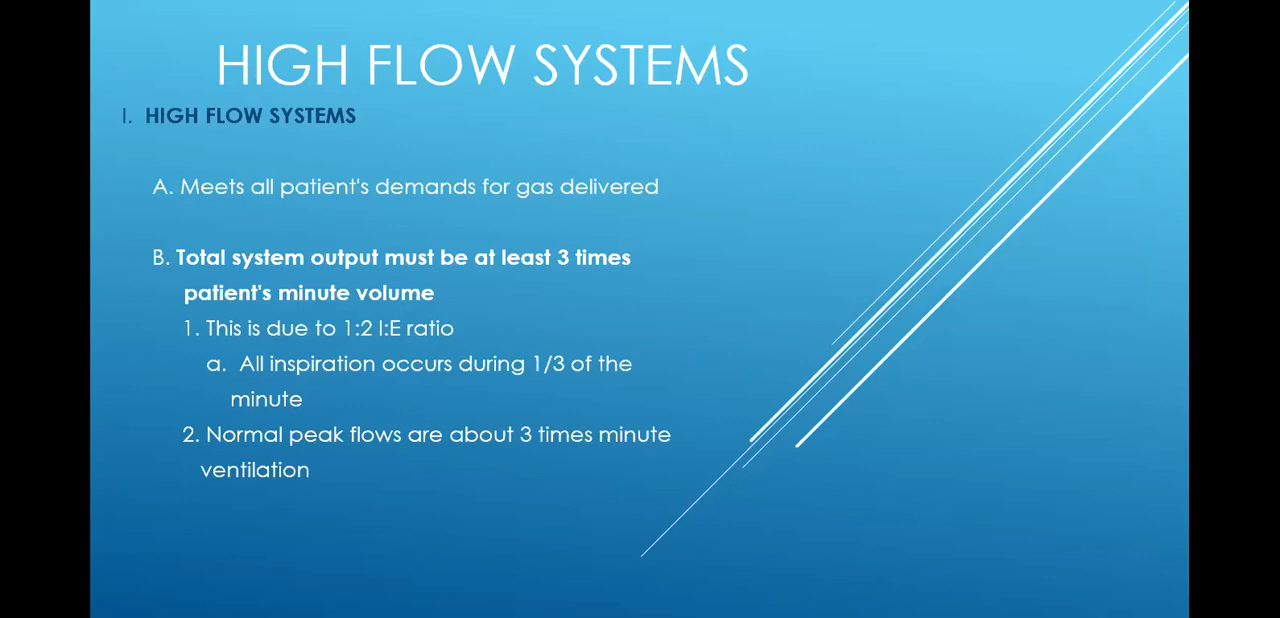 HIGH FLOW SYSTEMS
I. HIGH FLOW SYSTEMS
A. Meets all patient's demands for gas delivered
B. Total system output must be at least 3 times
patient's minute volume
1. This is due to 1:2 I:E ratio
a. All inspiration occurs during 1/3 of the
minute
2. Normal peak flows are about 3 times minute
ventilation